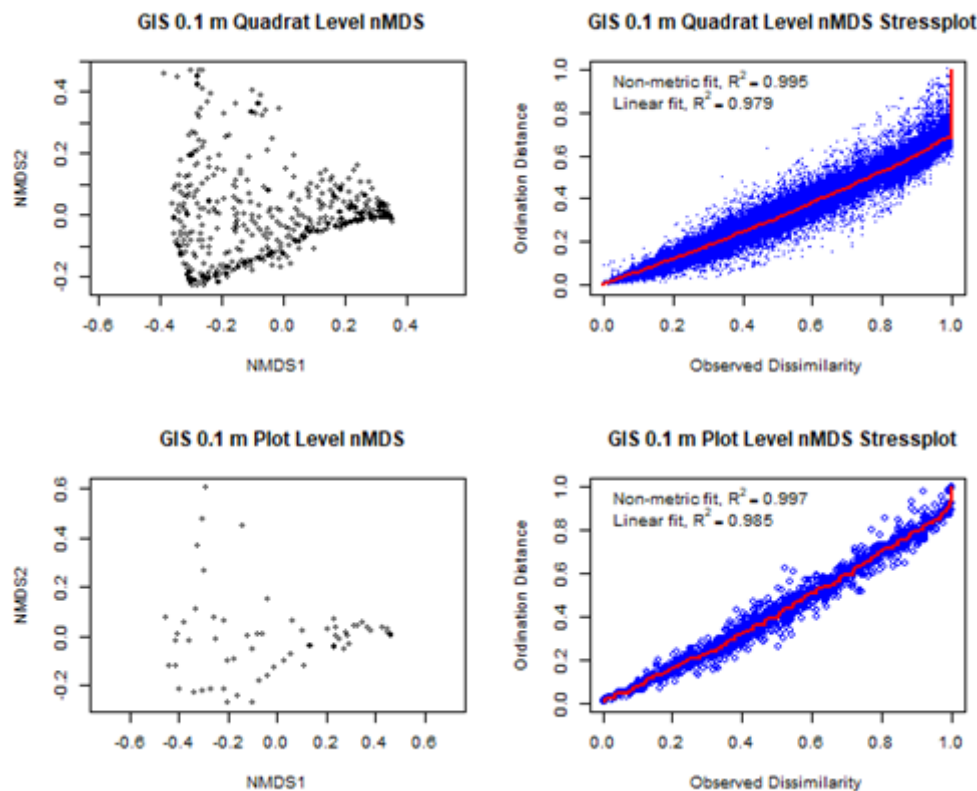 GIS 0.1 m Quadrat Level nMDS
NMDS2
-0.2 0.0 0.2 0.4
-0.6 -0.4 -0.2 0.0 0.2 0.4
NMDS1
GIS 0.1 m Quadrat Level nMDS Stressplot
Non-metric fit, R² = 0.995
Linear fit, R² = 0.979
Ordination Distance
0.0 0.2 0.4 0.6 0.8 1.0
0.0 0.2 0.4 0.6 0.8 1.0
Observed Dissimilarity
GIS 0.1 m Plot Level nMDS
NMDS2
-0.2 0.0 0.2 0.4 0.6
-0.6 -0.4 -0.2 0.0 0.2 0.4 0.6
NMDS1
GIS 0.1 m Plot Level nMDS Stressplot
Non-metric fit, R² = 0.997
Linear fit, R² = 0.985
Ordination Distance
0.0 0.2 0.4 0.6 0.8 1.0
0.0 0.2 0.4 0.6 0.8 1.0
Observed Dissimilarity